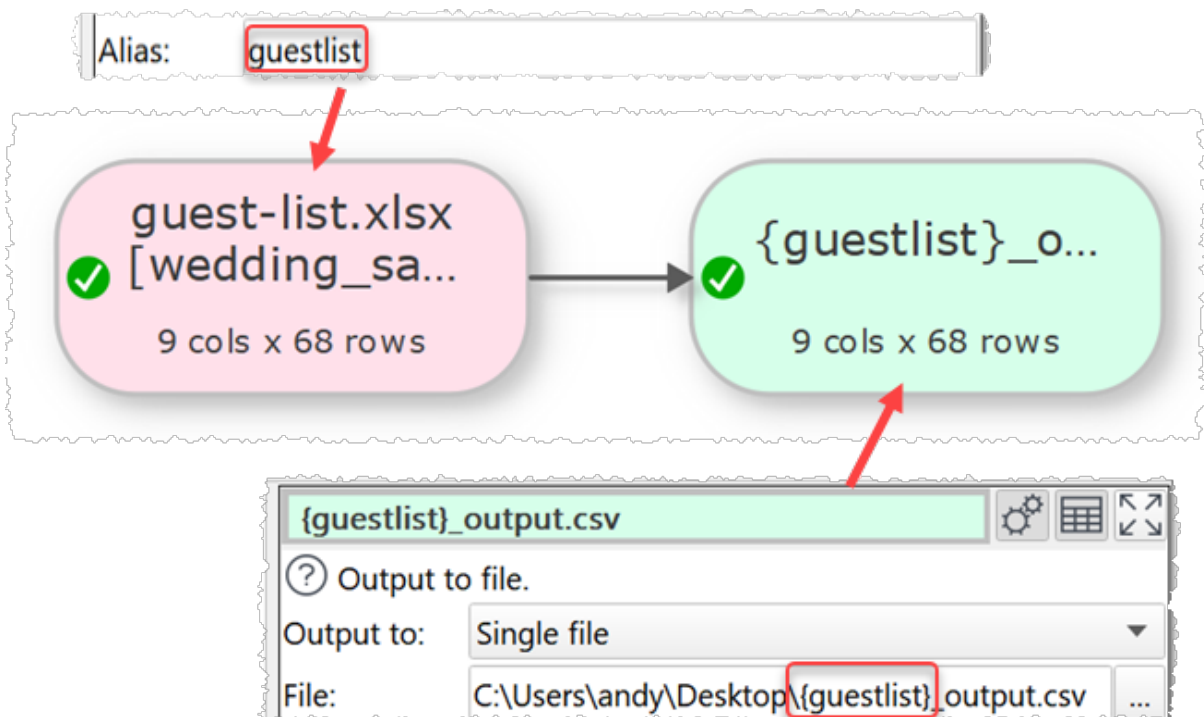 Alias: guestlist
guest-list.xlsx
[wedding_sa...
9 cols x 68 rows
{guestlist}_o...
9 cols x 68 rows
{guestlist}_output.csv
? Output to file.
Output to: Single file
File: C:\Users\andy\Desktop\{guestlist}_output.csv ...